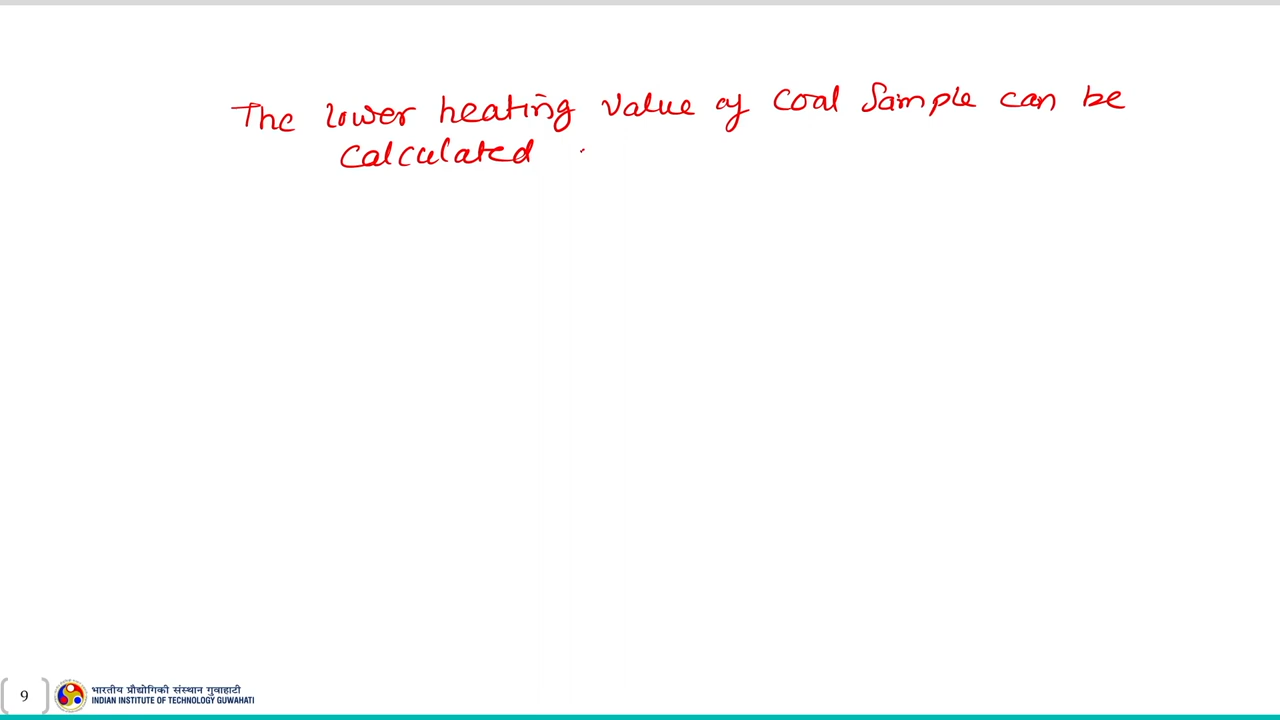 The lower heating value of coal sample can be
calculated
9
भारतीय प्रौद्योगिकी संस्थान गुवाहाटी
INDIAN INSTITUTE OF TECHNOLOGY GUWAHATI